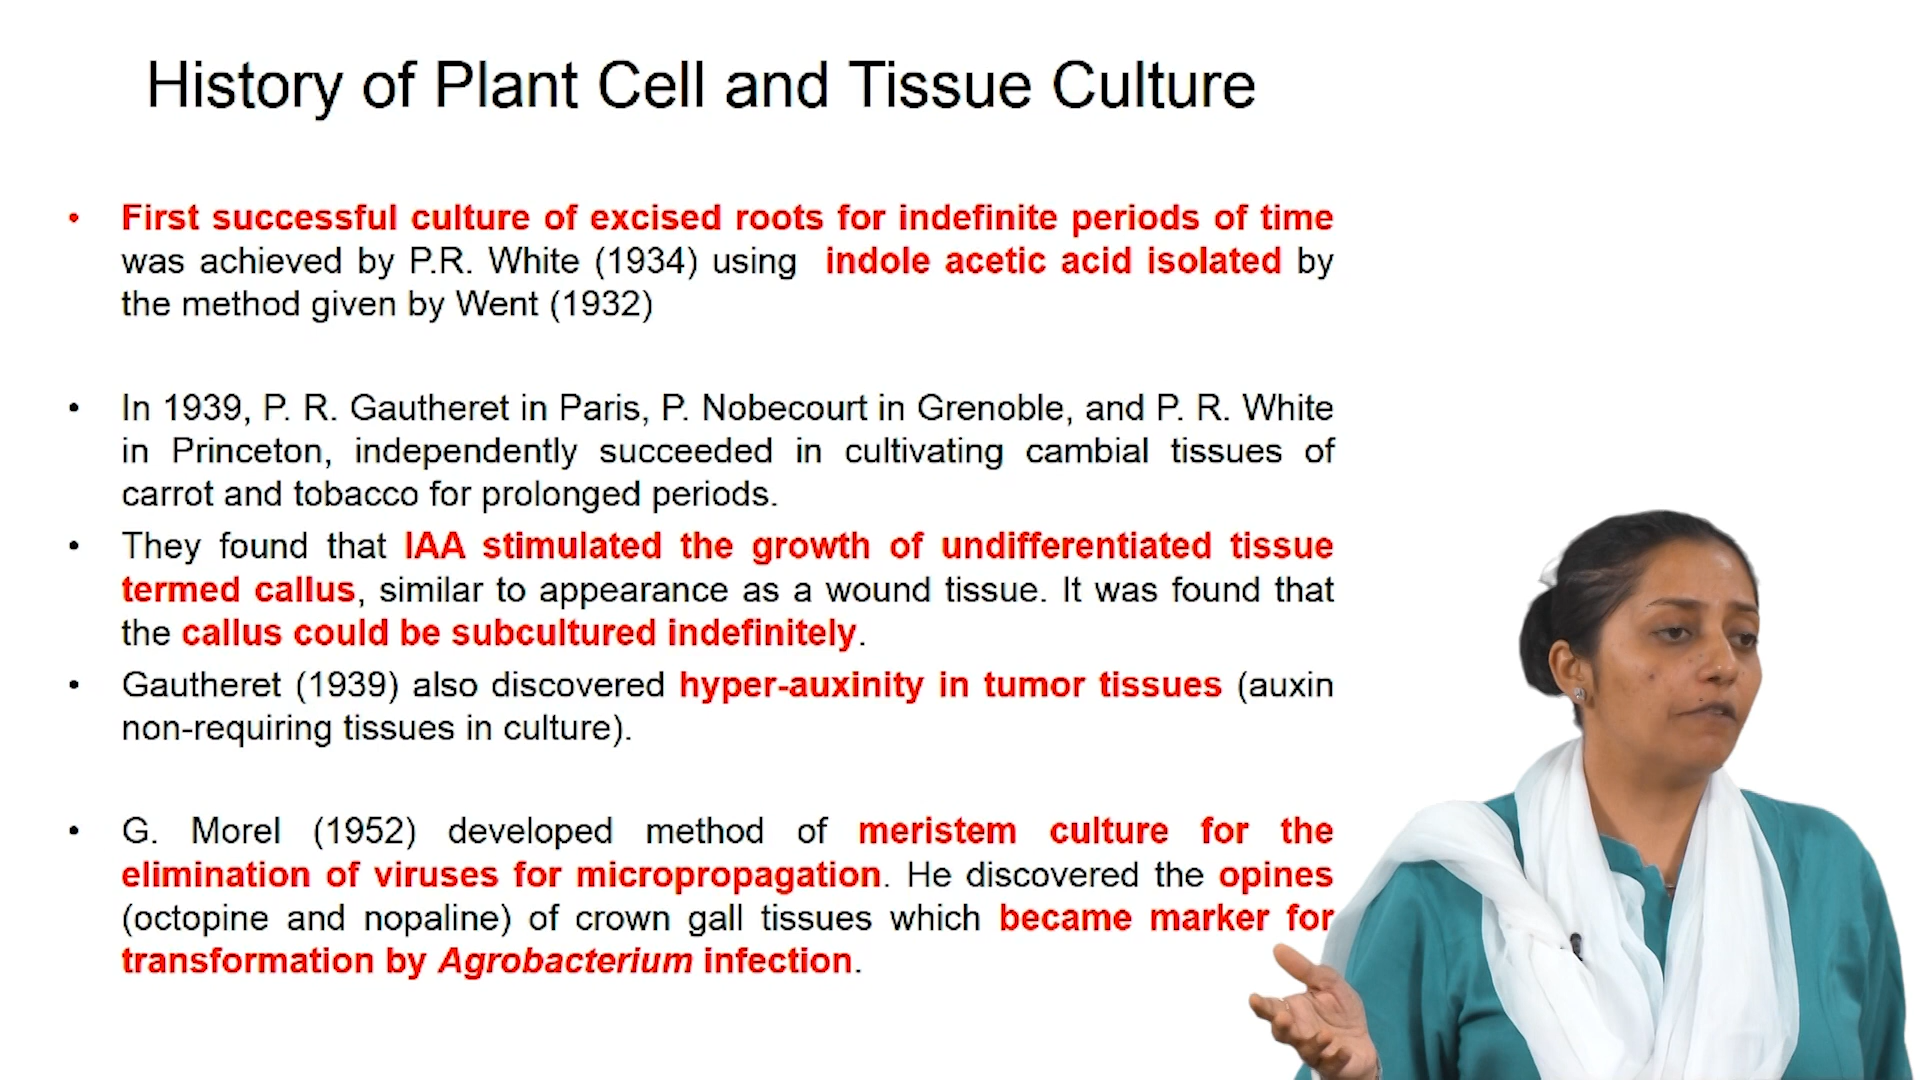 History of Plant Cell and Tissue Culture
• First successful culture of excised roots for indefinite periods of time
was achieved by P.R. White (1934) using indole acetic acid isolated by
the method given by Went (1932)
• In 1939, P. R. Gautheret in Paris, P. Nobecourt in Grenoble, and P. R. White
in Princeton, independently succeeded in cultivating cambial tissues of
carrot and tobacco for prolonged periods.
• They found that IAA stimulated the growth of undifferentiated tissue
termed callus, similar to appearance as a wound tissue. It was found that
the callus could be subcultured indefinitely.
• Gautheret (1939) also discovered hyper-auxinity in tumor tissues (auxin
non-requiring tissues in culture).
• G. Morel (1952) developed method of meristem culture for the
elimination of viruses for micropropagation. He discovered the opines
(octopine and nopaline) of crown gall tissues which became marker for
transformation by Agrobacterium infection.